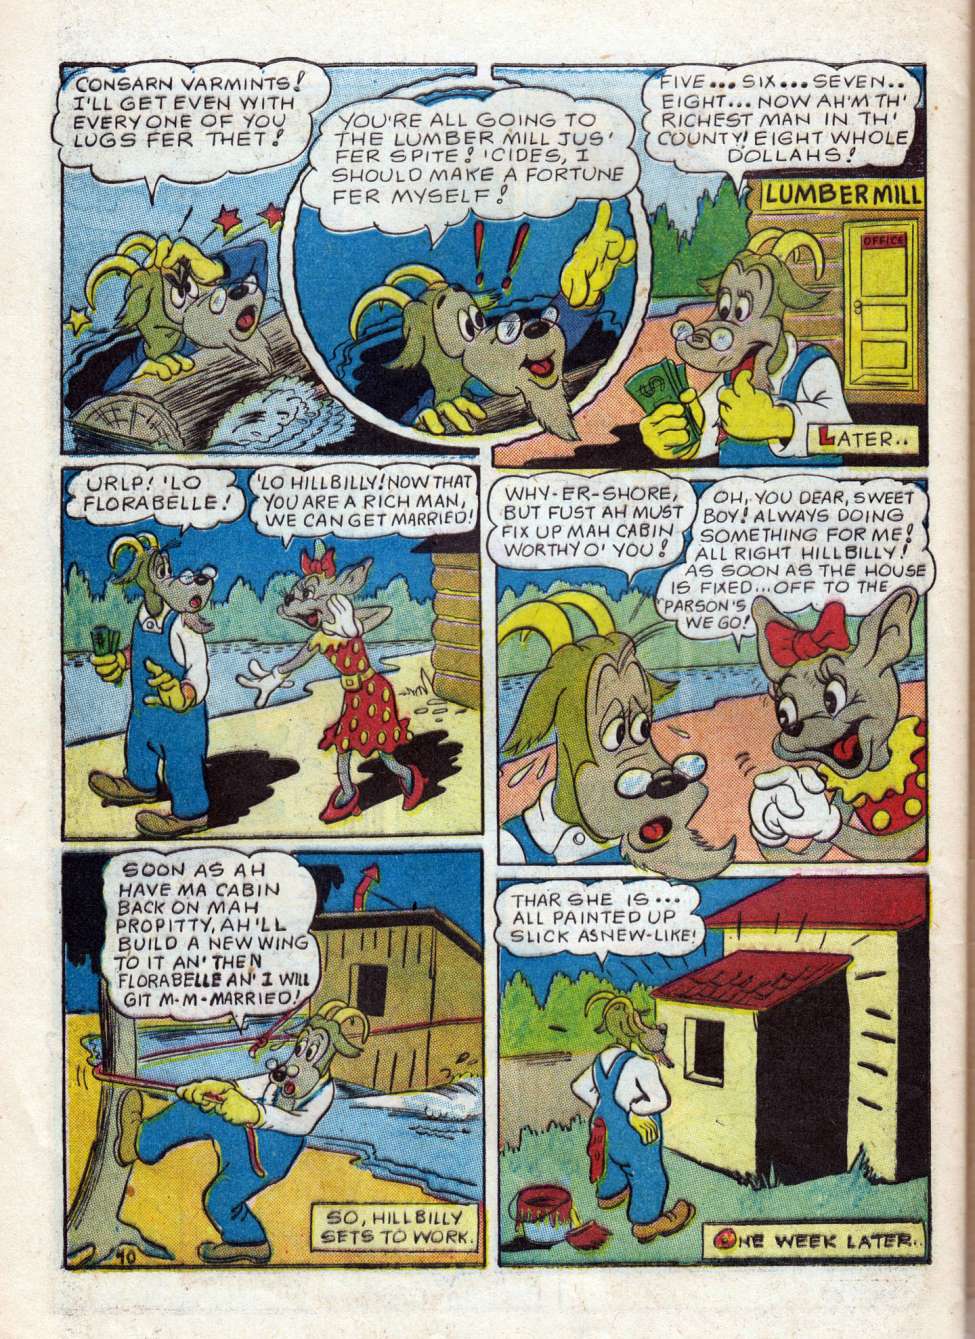 CONSARN VARMINTS!
I'LL GET EVEN WITH
EVERY ONE OF YOU
LUGS FER THET!
YOU'RE ALL GOING TO
THE LUMBER MILL JUS'
FER SPITE! 'CIDES, I
SHOULD MAKE A FORTUNE
FER MYSELF!
! !
FIVE... SIX... SEVEN..
EIGHT... NOW AH'M TH'
RICHEST MAN IN TH'
COUNTY! EIGHT WHOLE
DOLLAHS!
LUMBER MILL
OFFICE
$
LATER..
URLP! 'LO
FLORABELLE!
'LO HILLBILLY! NOW THAT
YOU ARE A RICH MAN,
WE CAN GET MARRIED!
WHY-ER-SHORE,
BUT FUST AH MUST
FIX UP MAH CABIN
WORTHY O' YOU!
OH, YOU DEAR, SWEET
BOY! ALWAYS DOING
SOMETHING FOR ME!
ALL RIGHT HILLBILLY!
AS SOON AS THE HOUSE
IS FIXED...OFF TO THE
PARSON'S
WE GO!
SOON AS AH
HAVE MA CABIN
BACK ON MAH
PROPITTY, AH'LL
BUILD A NEW WING
TO IT AN' THEN
FLORABELLE AN' I WILL
GIT M-M-MARRIED!
SO, HILLBILLY
SETS TO WORK.
10
THAR SHE IS...
ALL PAINTED UP
SLICK ASNEW-LIKE!
ONE WEEK LATER..